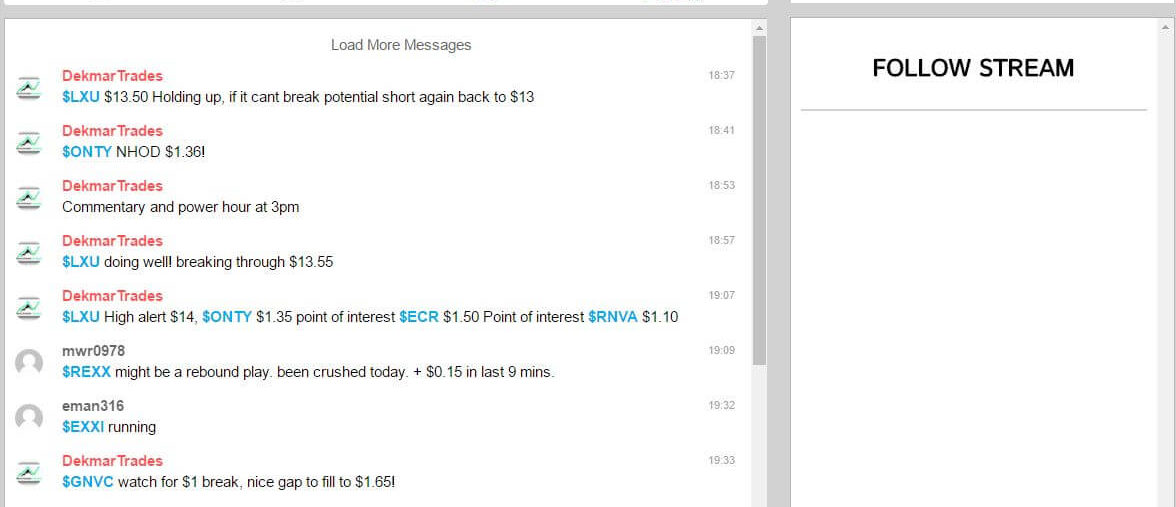 Load More Messages
DekmarTrades 18:37
$LXU $13.50 Holding up, if it cant break potential short again back to $13
DekmarTrades 18:41
$ONTY NHOD $1.36!
DekmarTrades 18:53
Commentary and power hour at 3pm
DekmarTrades 18:57
$LXU doing well! breaking through $13.55
DekmarTrades 19:07
$LXU High alert $14, $ONTY $1.35 point of interest $ECR $1.50 Point of interest $RNVA $1.10
mwr0978 19:09
$REXX might be a rebound play. been crushed today. + $0.15 in last 9 mins.
eman316 19:32
$EXXI running
DekmarTrades 19:33
$GNVC watch for $1 break, nice gap to fill to $1.65!
FOLLOW STREAM